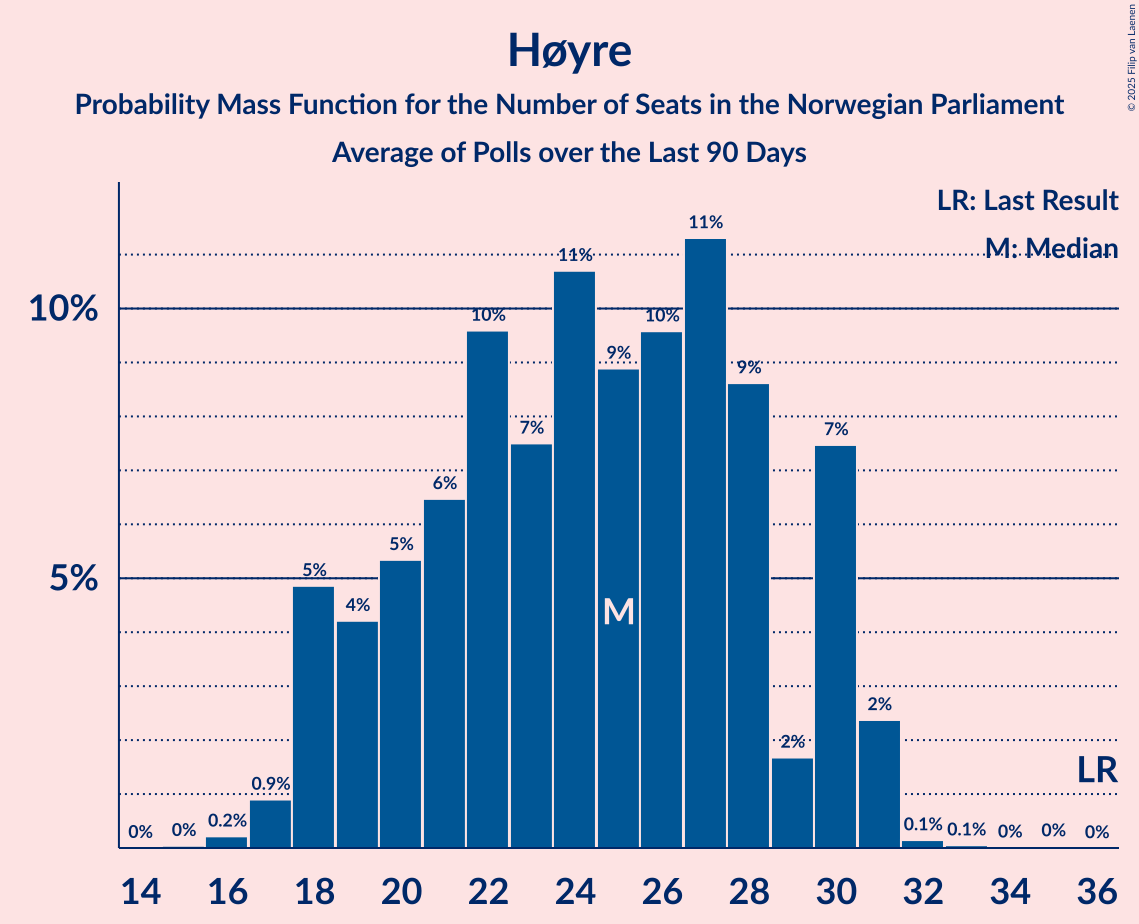 Høyre
Probability Mass Function for the Number of Seats in the Norwegian Parliament
Average of Polls over the Last 90 Days
© 2025 Filip van Laenen
LR: Last Result
M: Median
10%
5%
0%
0%
0.2%
0.9%
5%
4%
5%
6%
10%
7%
11%
9%
10%
11%
9%
2%
7%
2%
0.1%
0.1%
0%
0%
0%
M
LR
14 16 18 20 22 24 26 28 30 32 34 36